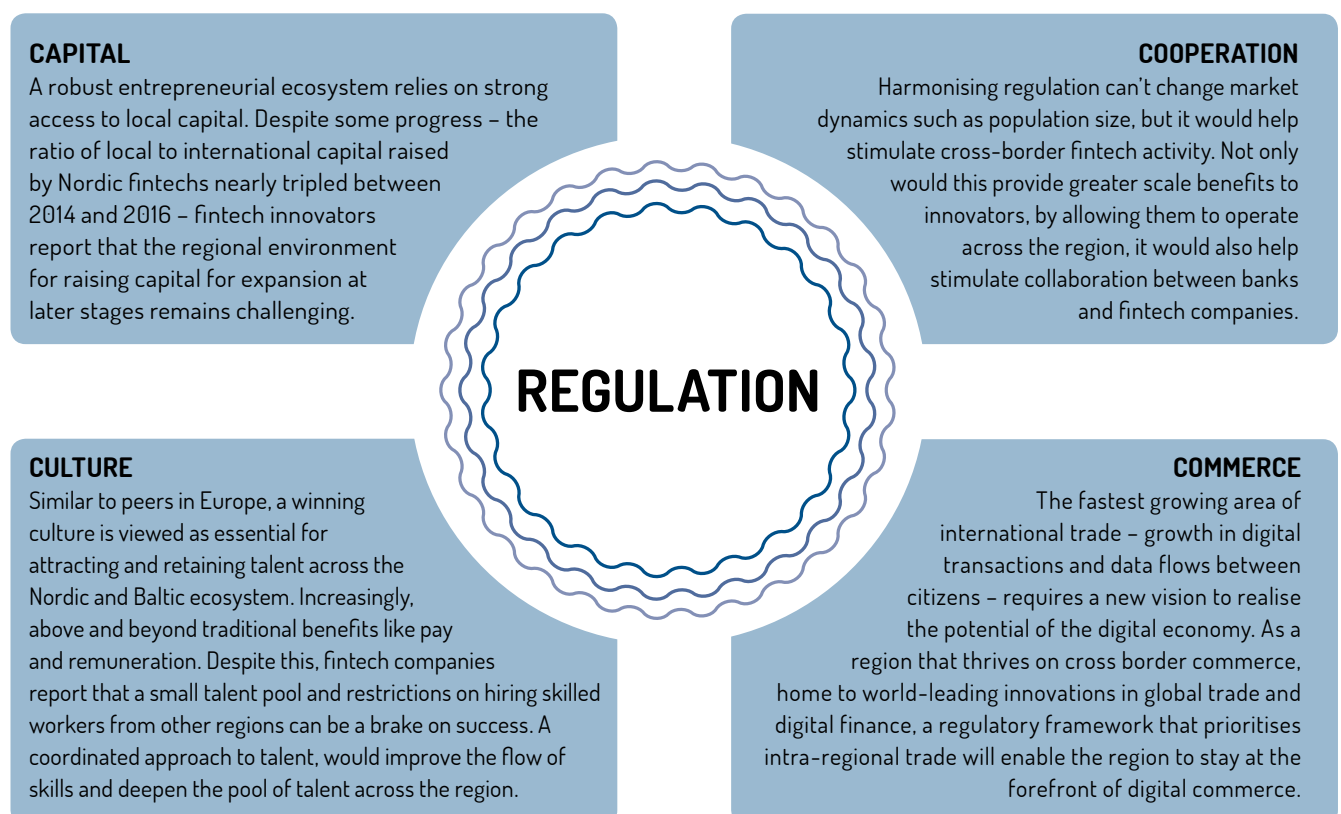 CAPITAL
A robust entrepreneurial ecosystem relies on strong
access to local capital. Despite some progress – the
ratio of local to international capital raised
by Nordic fintechs nearly tripled between
2014 and 2016 – fintech innovators
report that the regional environment
for raising capital for expansion at
later stages remains challenging.
COOPERATION
Harmonising regulation can't change market
dynamics such as population size, but it would help
stimulate cross-border fintech activity. Not only
would this provide greater scale benefits to
innovators, by allowing them to operate
across the region, it would also help
stimulate collaboration between banks
and fintech companies.
REGULATION
CULTURE
Similar to peers in Europe, a winning
culture is viewed as essential for
attracting and retaining talent across the
Nordic and Baltic ecosystem. Increasingly,
above and beyond traditional benefits like pay
and remuneration. Despite this, fintech companies
report that a small talent pool and restrictions on hiring skilled
workers from other regions can be a brake on success. A
coordinated approach to talent, would improve the flow of
skills and deepen the pool of talent across the region.
COMMERCE
The fastest growing area of
international trade – growth in digital
transactions and data flows between
citizens – requires a new vision to realise
the potential of the digital economy. As a
region that thrives on cross border commerce,
home to world-leading innovations in global trade and
digital finance, a regulatory framework that prioritises
intra-regional trade will enable the region to stay at the
forefront of digital commerce.